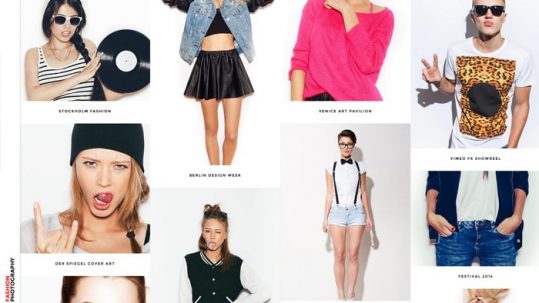 STOCKHOLM FASHION
VENICE ART PAVILION
VIMEO FX SHOWREEL
BERLIN DESIGN WEEK
DER SPIEGEL COVER ART
FESTIVAL 2014
FASHION
PHOTOGRAPHY